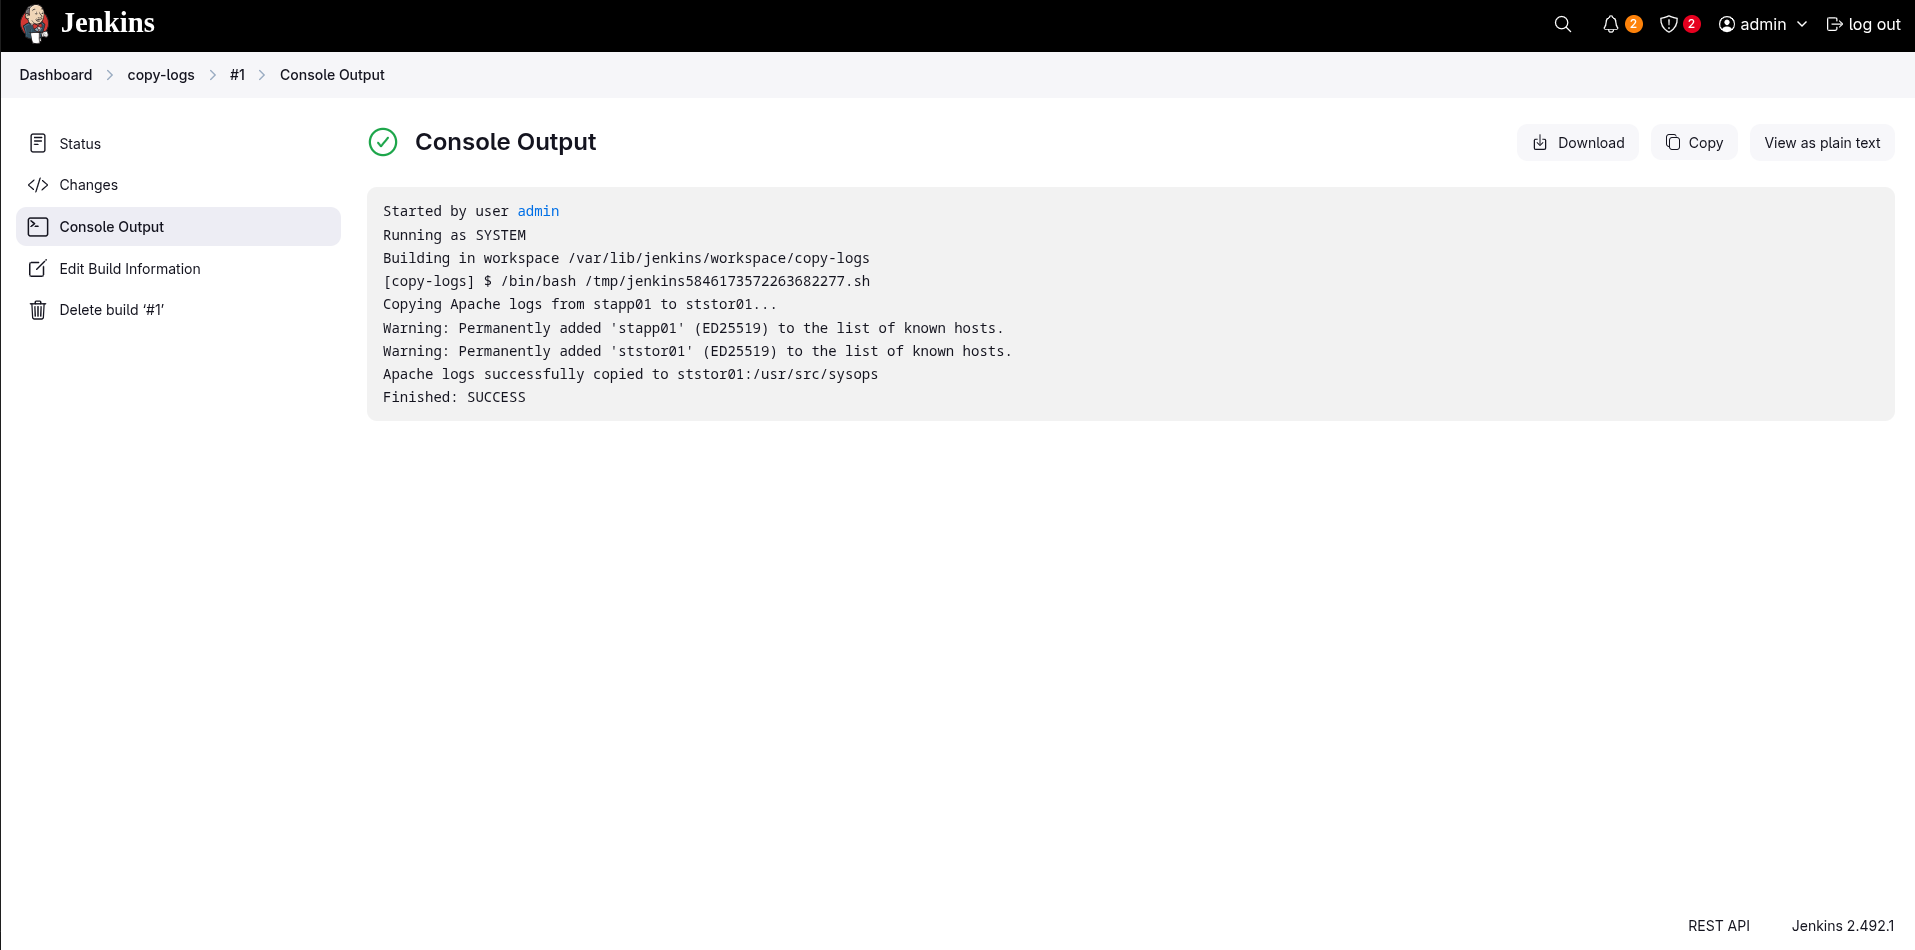 Jenkins
2
2
admin
log out
Dashboard
copy-logs
#1
Console Output
Status
Changes
Console Output
Edit Build Information
Delete build ‘#1’
Console Output
Download
Copy
View as plain text
Started by user admin
Running as SYSTEM
Building in workspace /var/lib/jenkins/workspace/copy-logs
[copy-logs] $ /bin/bash /tmp/jenkins5846173572263682277.sh
Copying Apache logs from stapp01 to ststor01...
Warning: Permanently added 'stapp01' (ED25519) to the list of known hosts.
Warning: Permanently added 'ststor01' (ED25519) to the list of known hosts.
Apache logs successfully copied to ststor01:/usr/src/sysops
Finished: SUCCESS
REST API
Jenkins 2.492.1